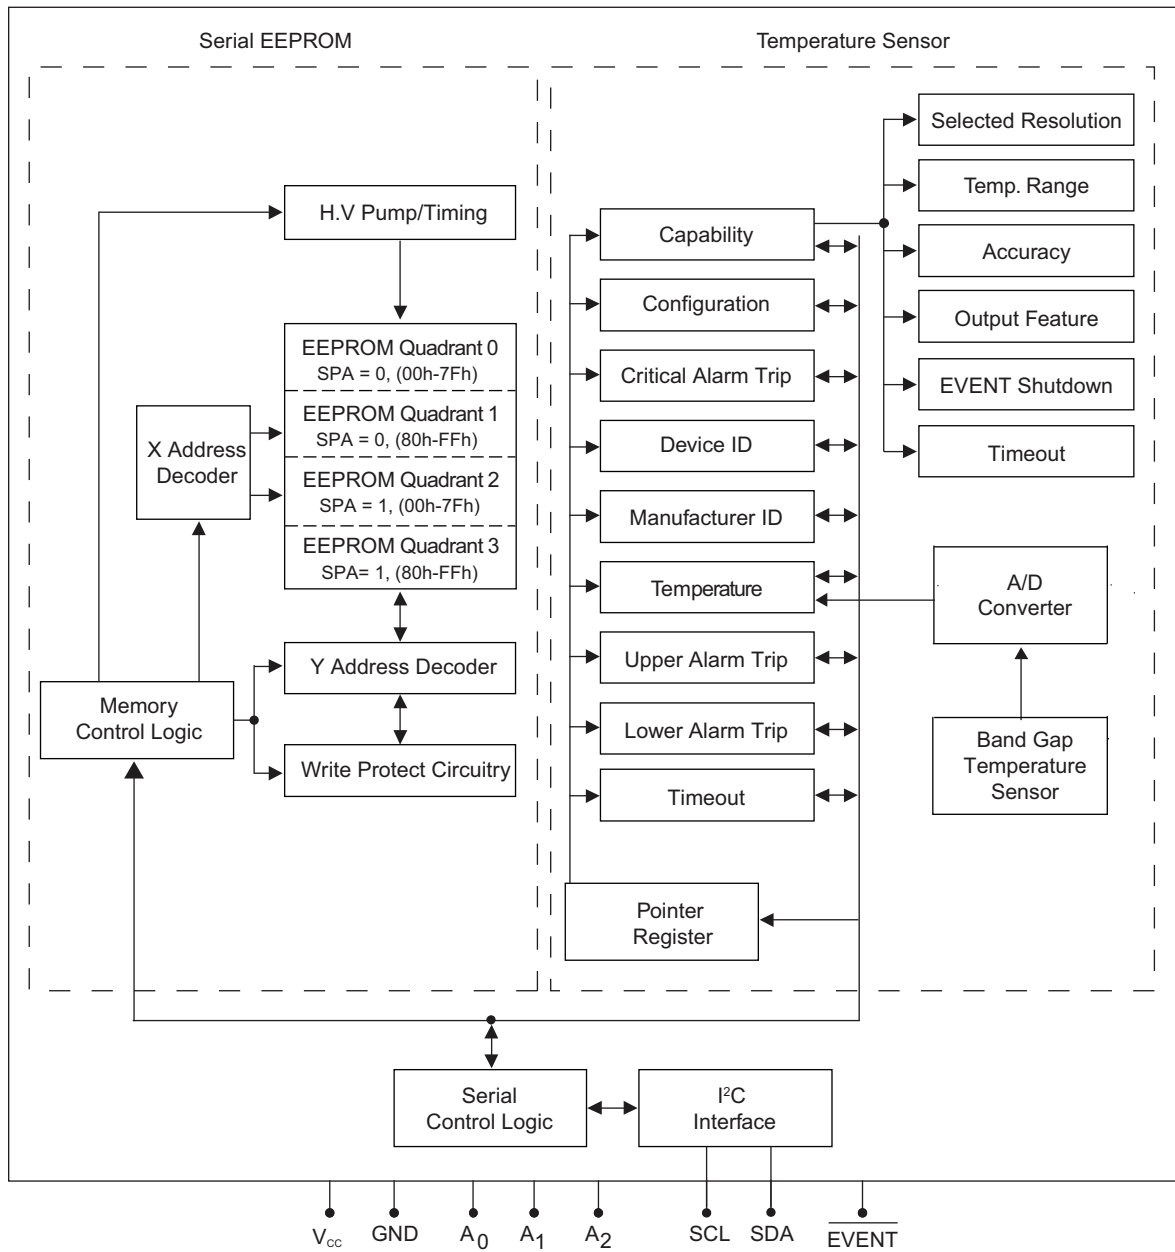 Serial EEPROM
Temperature Sensor
H.V Pump/Timing
EEPROM Quadrant 0
SPA = 0, (00h-7Fh)
EEPROM Quadrant 1
SPA = 0, (80h-FFh)
EEPROM Quadrant 2
SPA = 1, (00h-7Fh)
EEPROM Quadrant 3
SPA= 1, (80h-FFh)
X Address
Decoder
Y Address Decoder
Memory
Control Logic
Write Protect Circuitry
Capability
Configuration
Critical Alarm Trip
Device ID
Manufacturer ID
Temperature
Upper Alarm Trip
Lower Alarm Trip
Timeout
Pointer
Register
Selected Resolution
Temp. Range
Accuracy
Output Feature
EVENT Shutdown
Timeout
A/D
Converter
Band Gap
Temperature
Sensor
Serial
Control Logic
I²C
Interface
Vcc
GND
A0
A1
A2
SCL
SDA
EVENT